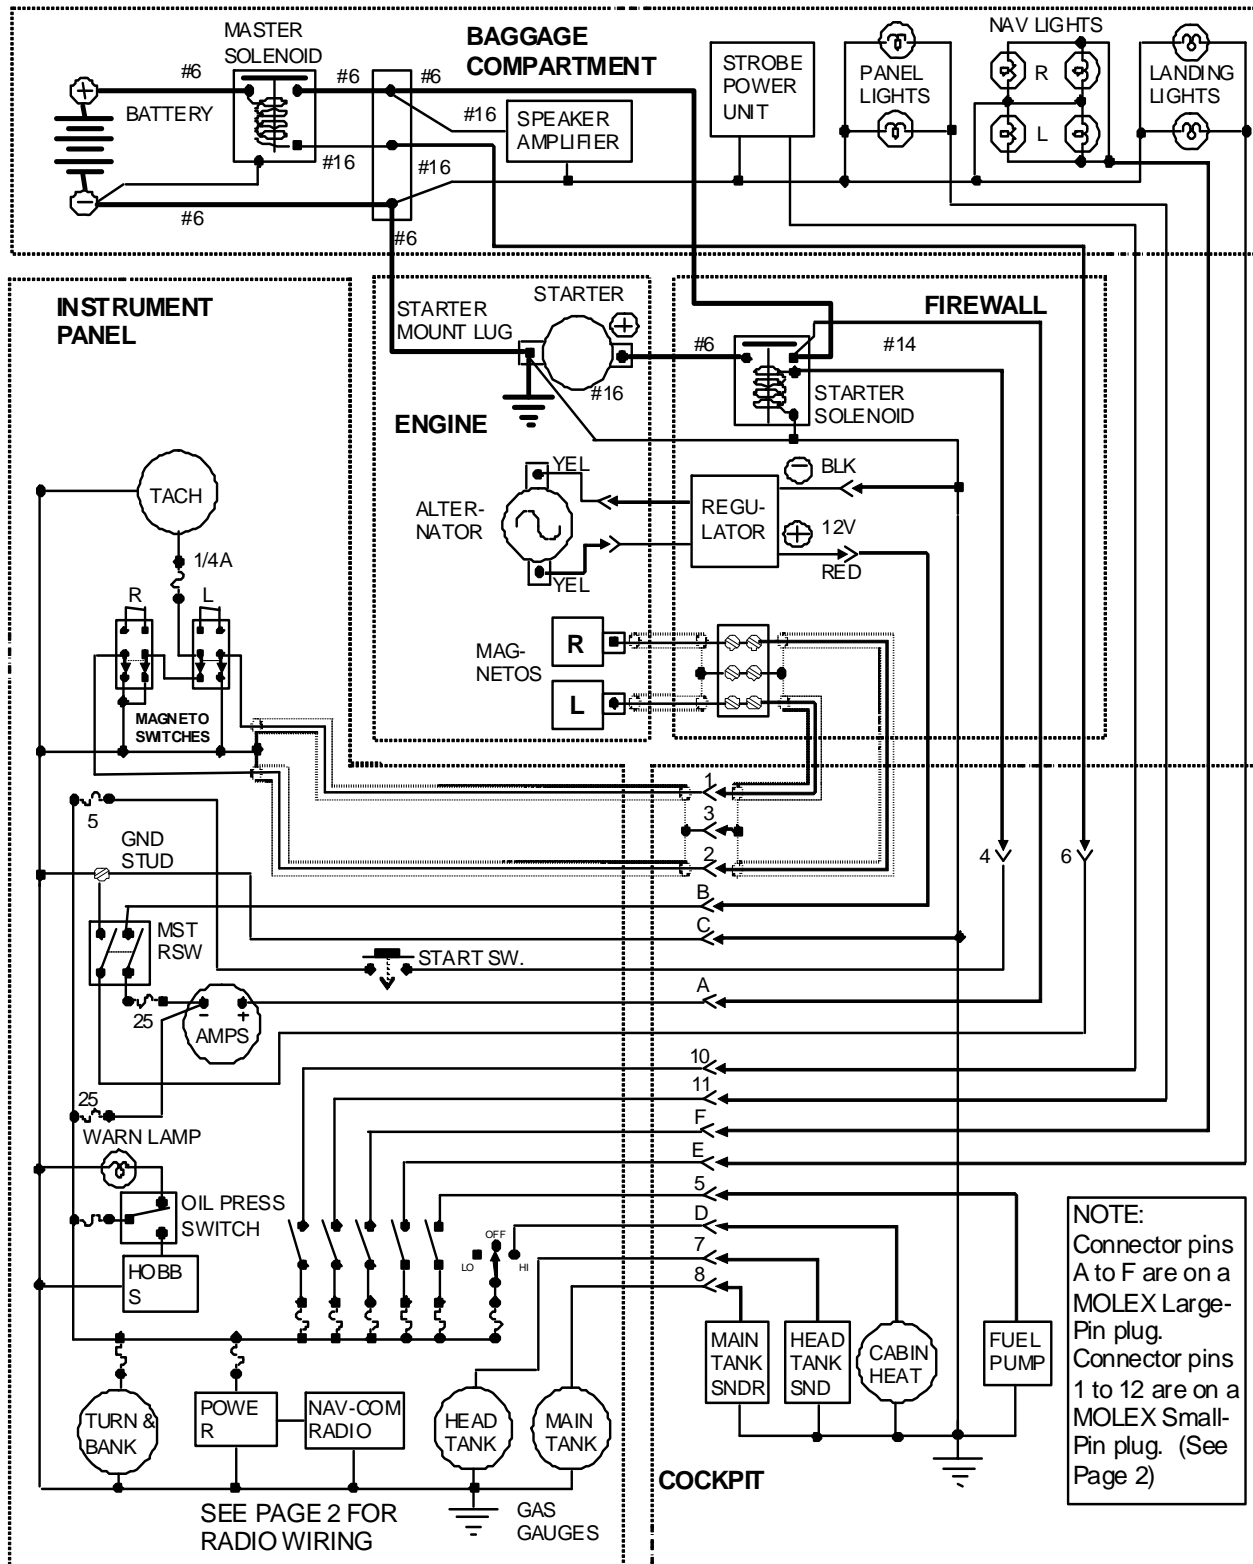 MASTER
SOLENOID
BAGGAGE
COMPARTMENT
NAV LIGHTS
#6
#6
#6
BATTERY
#16
SPEAKER
AMPLIFIER
STROBE
POWER
UNIT
PANEL
LIGHTS
R
L
LANDING
LIGHTS
#16
#16
#6
#6
INSTRUMENT
PANEL
STARTER
STARTER
MOUNT LUG
FIREWALL
#6
#14
#16
STARTER
SOLENOID
ENGINE
TACH
YEL
ALTER-
NATOR
YEL
REGU-
LATOR
BLK
12V
RED
1/4A
R
L
MAGNETO
SWITCHES
R
MAG-
NETOS
L
1
3
2
5
GND
STUD
4
6
B
C
MST
RSW
START SW.
A
25
- +
AMPS
10
11
F
E
5
D
7
8
25
WARN LAMP
OIL PRESS
SWITCH
HOBB
S
OFF
LO
HI
MAIN
TANK
SNDR
HEAD
TANK
SND
CABIN
HEAT
FUEL
PUMP
NOTE:
Connector pins
A to F are on a
MOLEX Large-
Pin plug.
Connector pins
1 to 12 are on a
MOLEX Small-
Pin plug. (See
Page 2)
TURN &
BANK
POWE
R
NAV-COM
RADIO
HEAD
TANK
MAIN
TANK
COCKPIT
SEE PAGE 2 FOR
RADIO WIRING
GAS
GAUGES